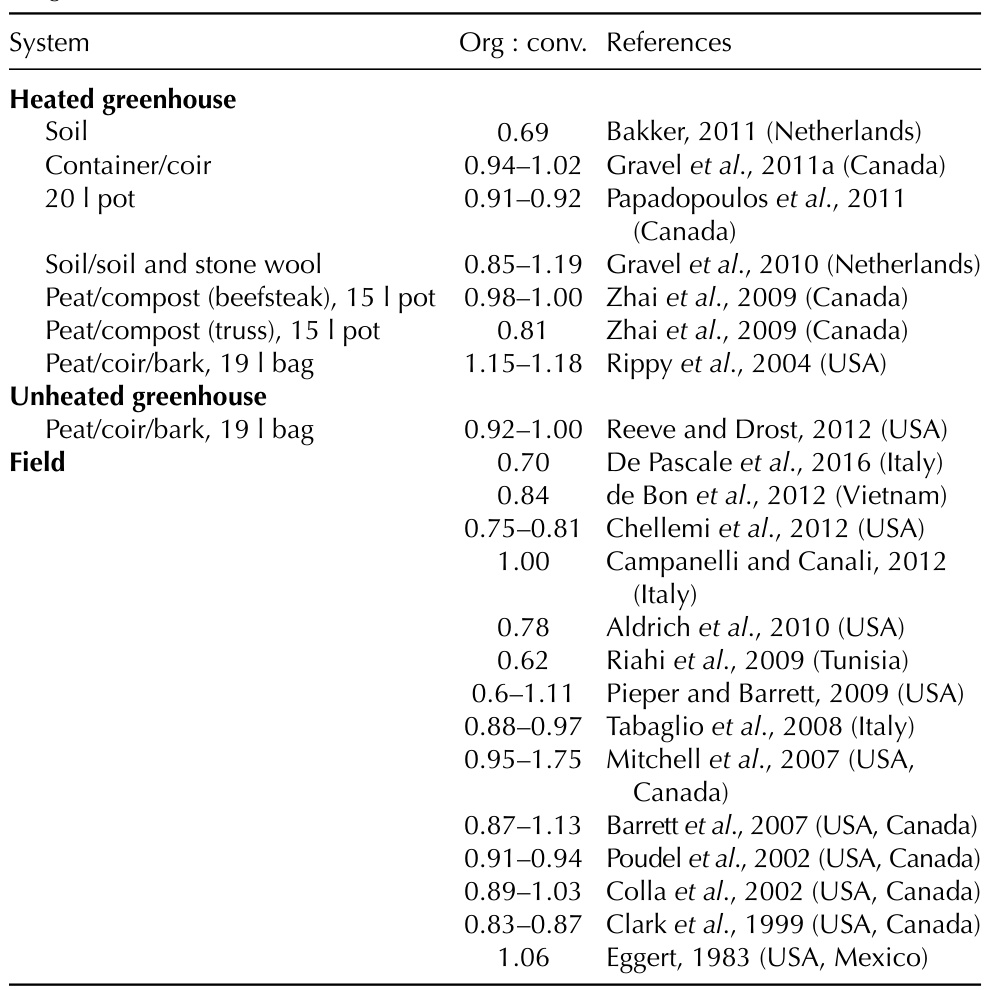 System Org : conv. References
Heated greenhouse
Soil 0.69 Bakker, 2011 (Netherlands)
Container/coir 0.94–1.02 Gravel et al., 2011a (Canada)
20 l pot 0.91–0.92 Papadopoulos et al., 2011
(Canada)
Soil/soil and stone wool 0.85–1.19 Gravel et al., 2010 (Netherlands)
Peat/compost (beefsteak), 15 l pot 0.98–1.00 Zhai et al., 2009 (Canada)
Peat/compost (truss), 15 l pot 0.81 Zhai et al., 2009 (Canada)
Peat/coir/bark, 19 l bag 1.15–1.18 Rippy et al., 2004 (USA)
Unheated greenhouse
Peat/coir/bark, 19 l bag 0.92–1.00 Reeve and Drost, 2012 (USA)
Field 0.70 De Pascale et al., 2016 (Italy)
0.84 de Bon et al., 2012 (Vietnam)
0.75–0.81 Chellemi et al., 2012 (USA)
1.00 Campanelli and Canali, 2012
(Italy)
0.78 Aldrich et al., 2010 (USA)
0.62 Riahi et al., 2009 (Tunisia)
0.6–1.11 Pieper and Barrett, 2009 (USA)
0.88–0.97 Tabaglio et al., 2008 (Italy)
0.95–1.75 Mitchell et al., 2007 (USA,
Canada)
0.87–1.13 Barrett et al., 2007 (USA, Canada)
0.91–0.94 Poudel et al., 2002 (USA, Canada)
0.89–1.03 Colla et al., 2002 (USA, Canada)
0.83–0.87 Clark et al., 1999 (USA, Canada)
1.06 Eggert, 1983 (USA, Mexico)